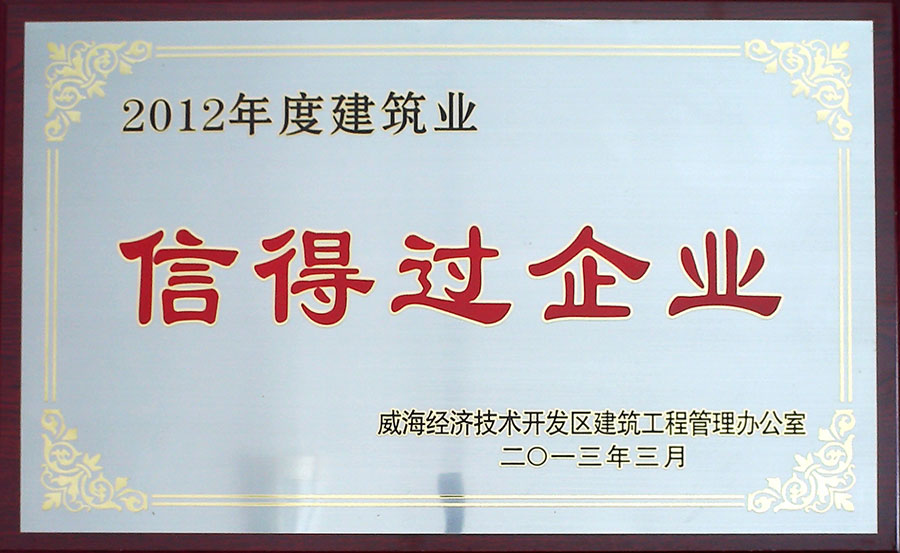 2012年度建筑业
信得过企业
威海经济技术开发区建筑工程管理办公室
二〇一三年三月